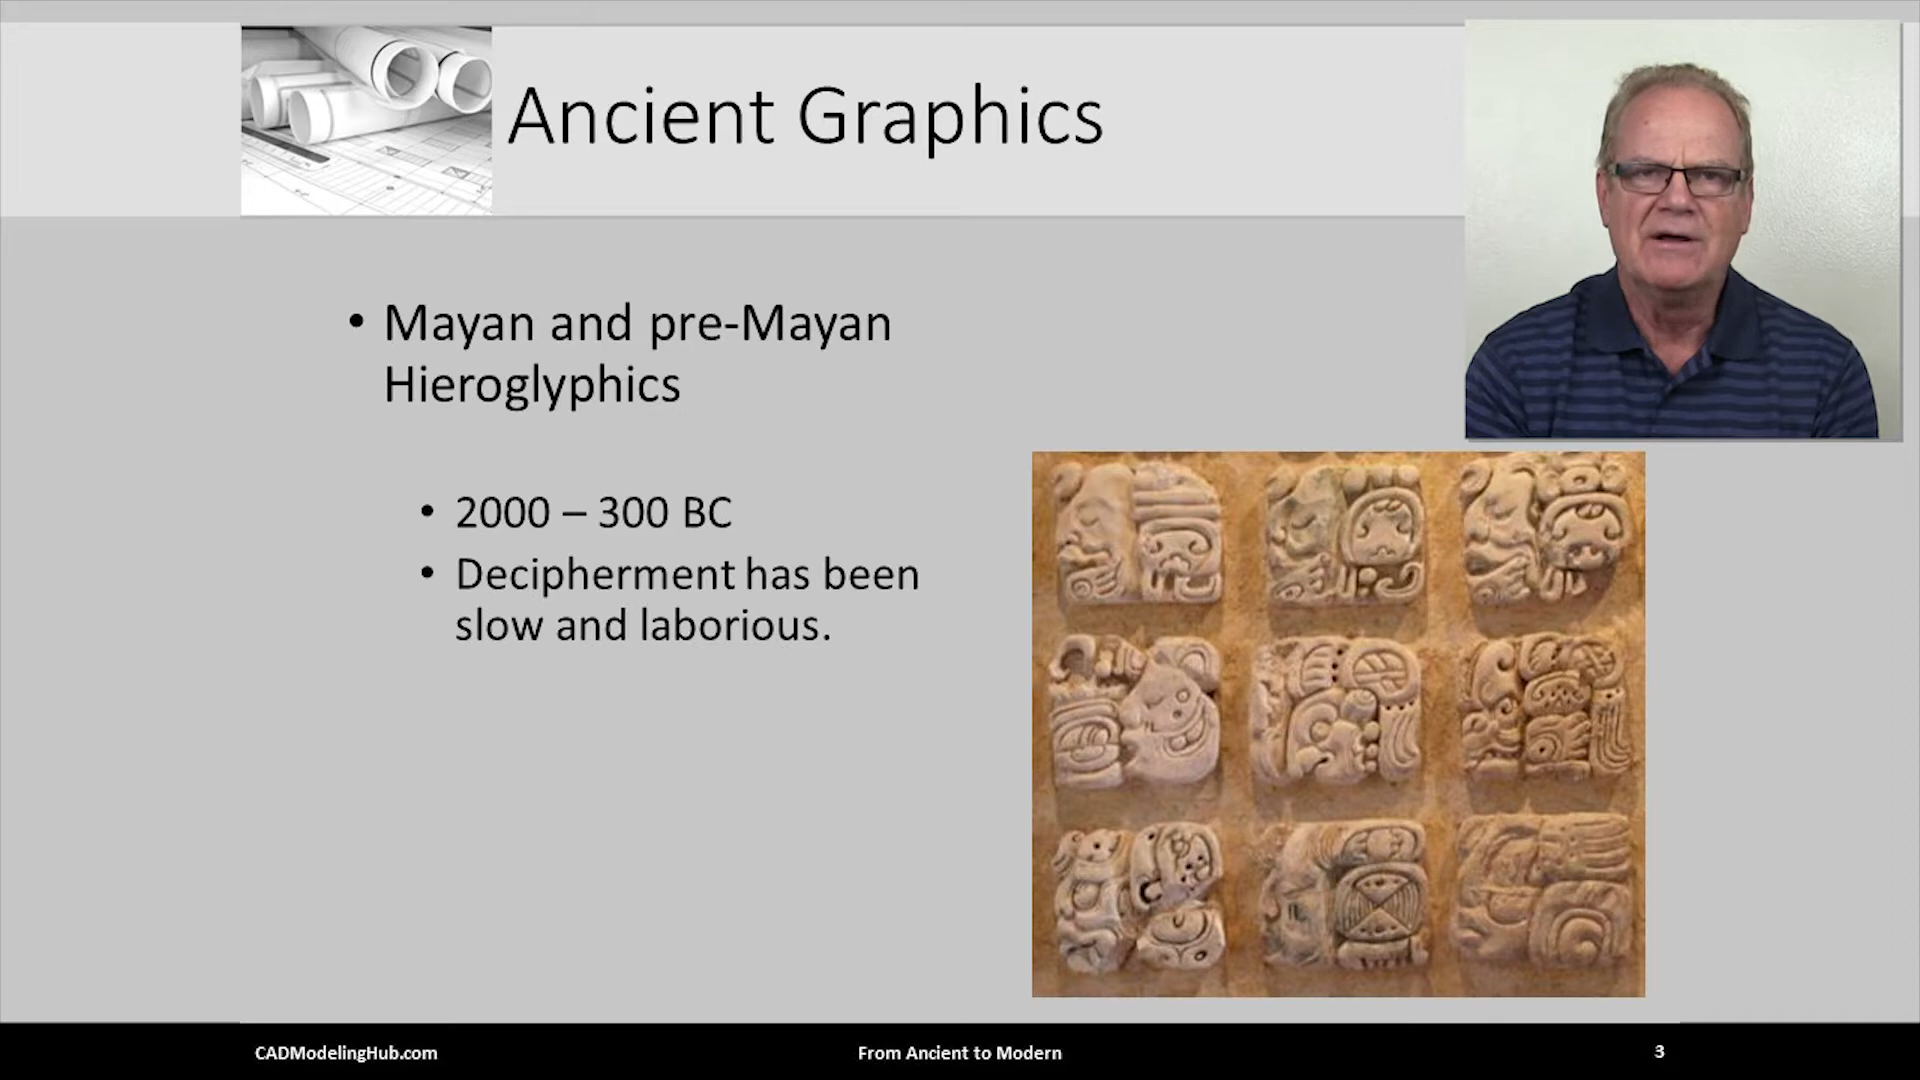 Ancient Graphics
• Mayan and pre-Mayan
Hieroglyphics
• 2000 – 300 BC
• Decipherment has been
slow and laborious.
CADModelingHub.com
From Ancient to Modern
3